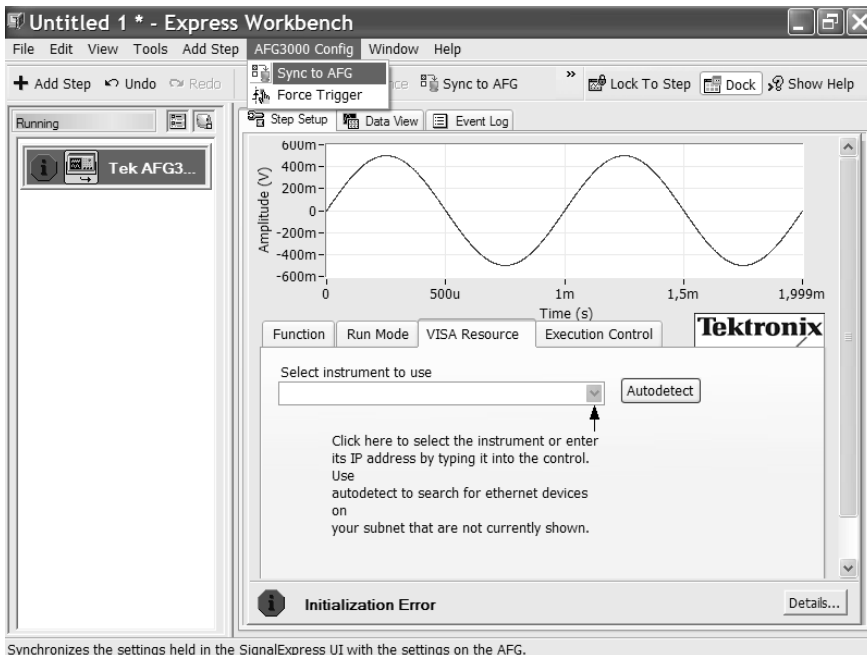 Untitled 1 * - Express Workbench
File Edit View Tools Add Step AFG3000 Config Window Help
Sync to AFG
Force Trigger
Add Step Undo Redo Sync to AFG » Lock To Step Dock Show Help
Running
Step Setup Data View Event Log
Tek AFG3...
600m
400m
200m
0
-200m
-400m
-600m
Amplitude (V)
0 500u 1m 1,5m 1,999m
Time (s)
Function Run Mode VISA Resource Execution Control
Tektronix
Select instrument to use
Autodetect
Click here to select the instrument or enter
its IP address by typing it into the control.
Use
autodetect to search for ethernet devices
on
your subnet that are not currently shown.
Initialization Error
Details...
Synchronizes the settings held in the SignalExpress UI with the settings on the AFG.